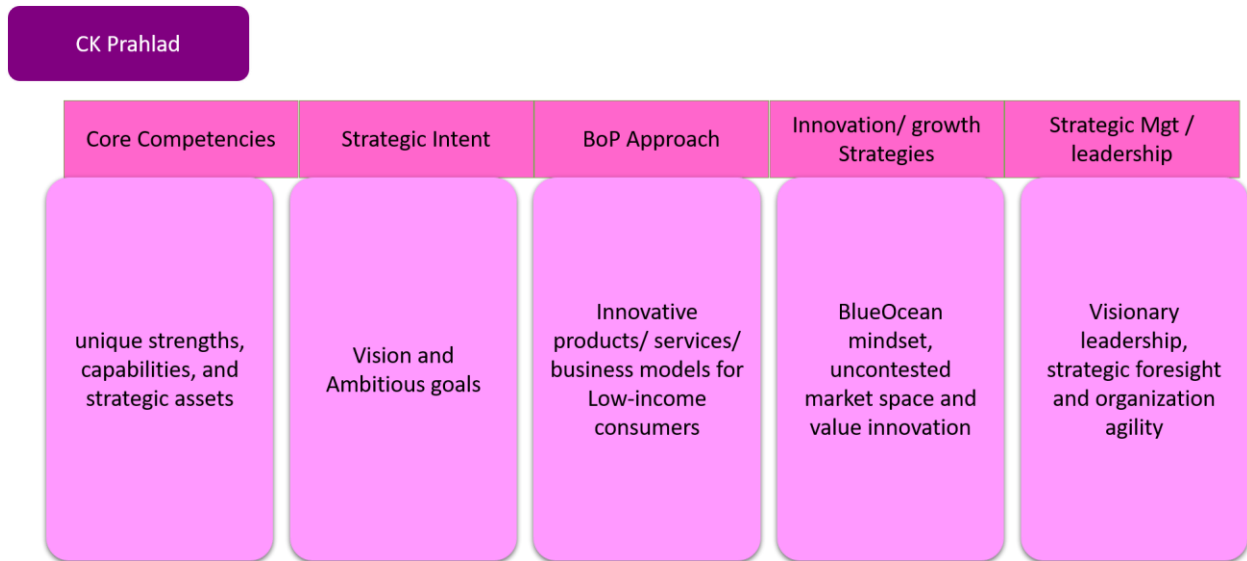 CK Prahlad
Core Competencies
Strategic Intent
BoP Approach
Innovation/ growth
Strategies
Strategic Mgt /
leadership
unique strengths,
capabilities, and
strategic assets
Vision and
Ambitious goals
Innovative
products/ services/
business models for
Low-income
consumers
BlueOcean
mindset,
uncontested
market space and
value innovation
Visionary
leadership,
strategic foresight
and organization
agility